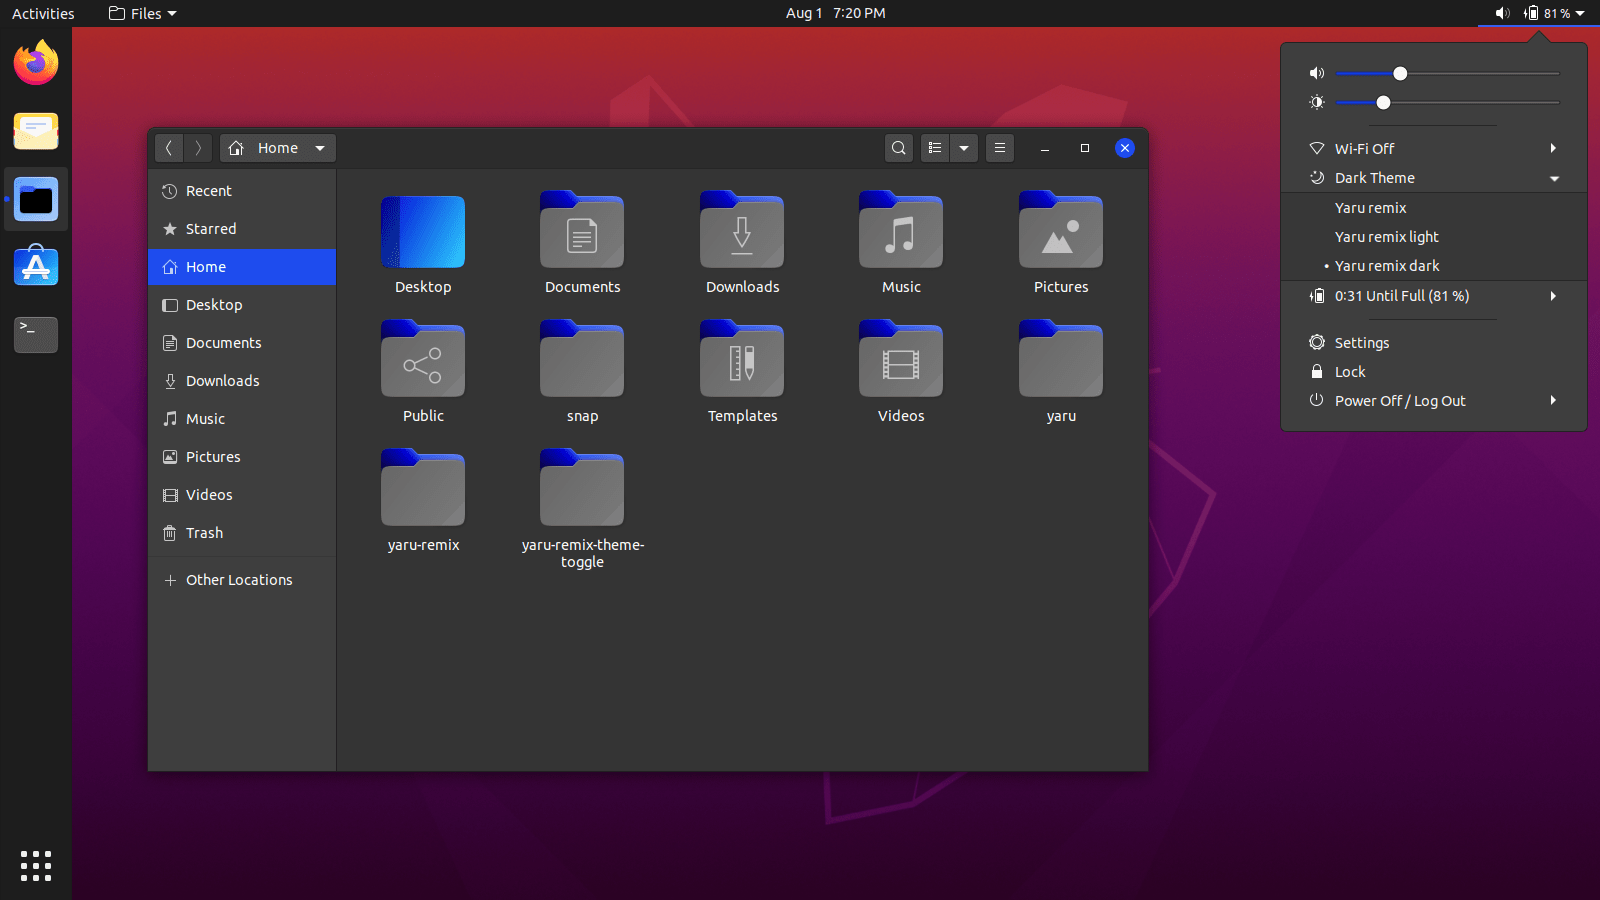 Activities
Files
Aug 1 7:20 PM
81 %
Home
Recent
Starred
Home
Desktop
Documents
Downloads
Music
Pictures
Videos
Trash
Other Locations
Desktop
Documents
Downloads
Music
Pictures
Public
snap
Templates
Videos
yaru
yaru-remix
yaru-remix-theme-
toggle
Wi-Fi Off
Dark Theme
Yaru remix
Yaru remix light
• Yaru remix dark
0:31 Until Full (81 %)
Settings
Lock
Power Off / Log Out
>_